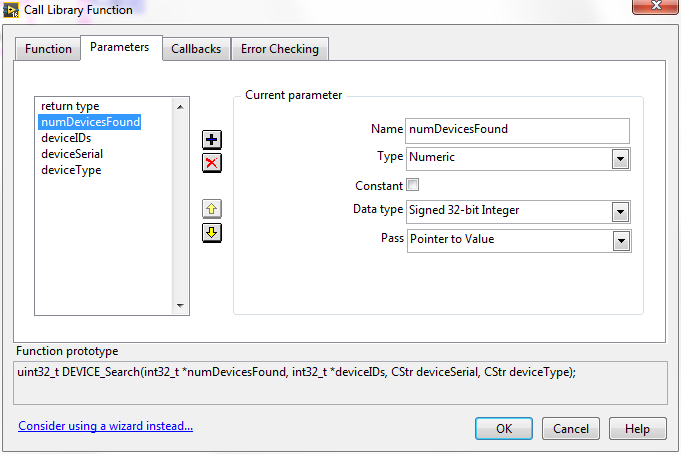 Call Library Function
Function Parameters Callbacks Error Checking
return type
numDevicesFound
deviceIDs
deviceSerial
deviceType
Current parameter
Name numDevicesFound
Type Numeric
Constant
Data type Signed 32-bit Integer
Pass Pointer to Value
Function prototype
uint32_t DEVICE_Search(int32_t *numDevicesFound, int32_t *deviceIDs, CStr deviceSerial, CStr deviceType);
Consider using a wizard instead...
OK Cancel Help